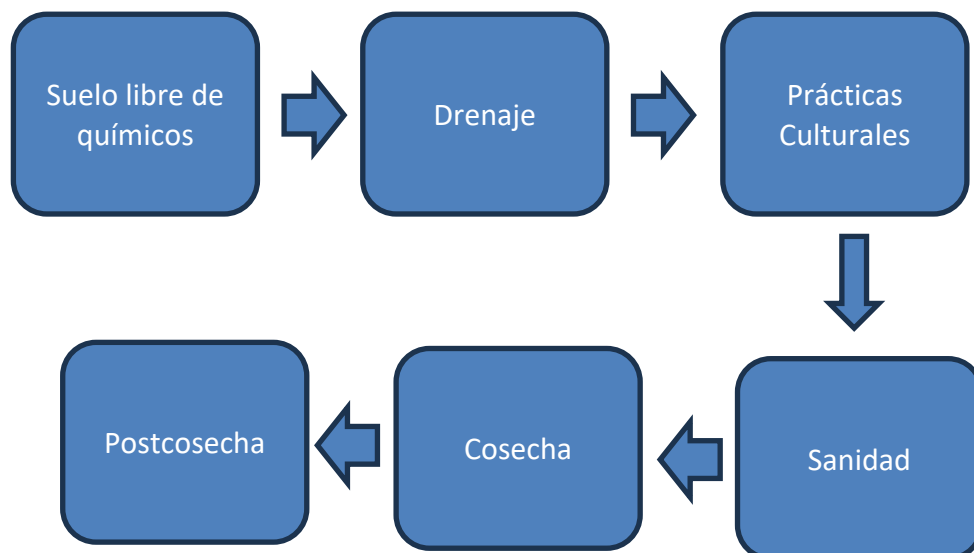 Suelo libre de
químicos
Drenaje
Prácticas
Culturales
Sanidad
Cosecha
Postcosecha